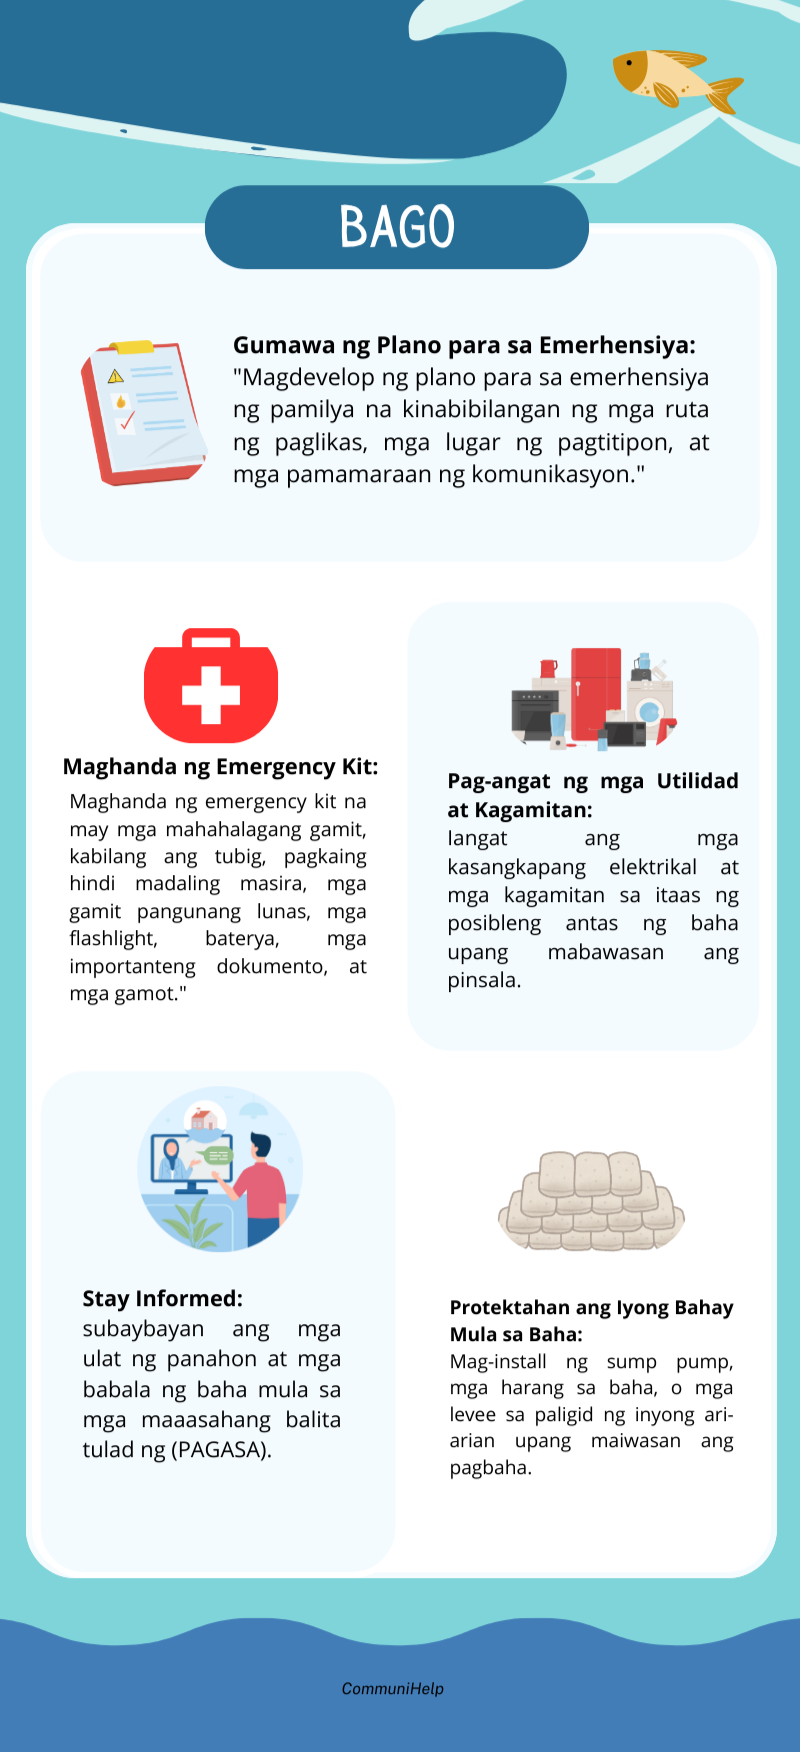 BAGO
Gumawa ng Plano para sa Emerhensiya:
"Magdevelop ng plano para sa emerhensiya
ng pamilya na kinabibilangan ng mga ruta
ng paglikas, mga lugar ng pagtitipon, at
mga pamamaraan ng komunikasyon."
Maghanda ng Emergency Kit:
Maghanda ng emergency kit na
may mga mahahalagang gamit,
kabilang ang tubig, pagkaing
hindi madaling masira, mga
gamit pangunang lunas, mga
flashlight, baterya, mga
importanteng dokumento, at
mga gamot."
Pag-angat ng mga Utilidad
at Kagamitan:
Iangat ang mga
kasangkapang elektrikal at
mga kagamitan sa itaas ng
posibleng antas ng baha
upang mabawasan ang
pinsala.
Stay Informed:
subaybayan ang mga
ulat ng panahon at mga
babala ng baha mula sa
mga maaasahang balita
tulad ng (PAGASA).
Protektahan ang Iyong Bahay
Mula sa Baha:
Mag-install ng sump pump,
mga harang sa baha, o mga
levee sa paligid ng inyong ari-
arian upang maiwasan ang
pagbaha.
CommuniHelp